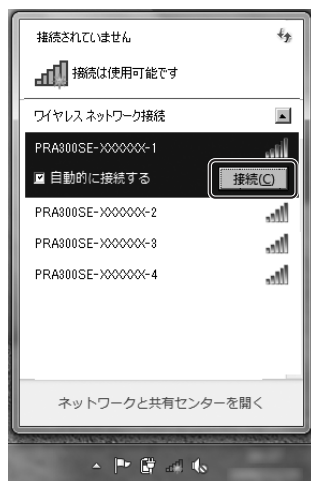 接続されていません
接続は使用可能です
ワイヤレス ネットワーク接続
PRA300SE-XXXXXX-1
自動的に接続する
接続(C)
PRA300SE-XXXXXX-2
PRA300SE-XXXXXX-3
PRA300SE-XXXXXX-4
ネットワークと共有センターを開く